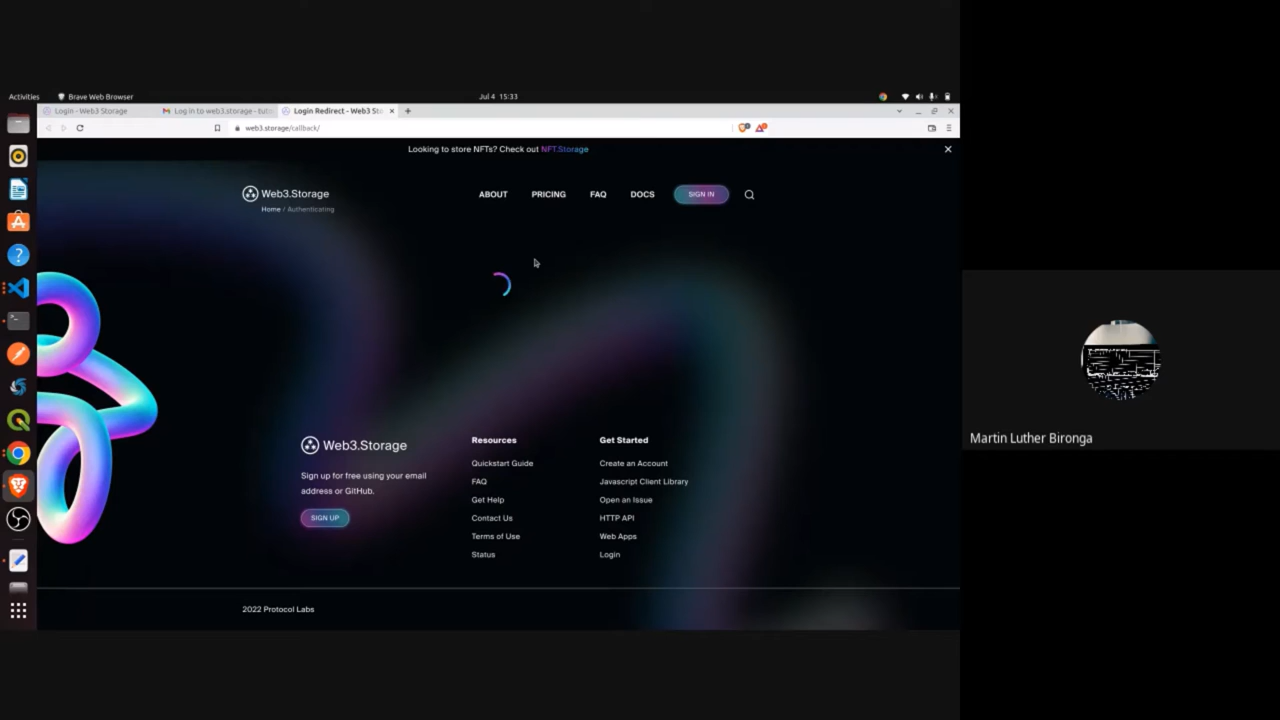 Activities
Brave Web Browser
Jul 4 15:33
Login - Web3 Storage
Log in to web3.storage - tut
Login Redirect - Web3 Sto
web3.storage/callback/
Looking to store NFTs? Check out NFT.Storage
Web3.Storage
ABOUT
PRICING
FAQ
DOCS
SIGN IN
Home / Authenticating
Web3.Storage
Sign up for free using your email
address or GitHub.
SIGN UP
Resources
Quickstart Guide
FAQ
Get Help
Contact Us
Terms of Use
Status
Get Started
Create an Account
Javascript Client Library
Open an Issue
HTTP API
Web Apps
Login
2022 Protocol Labs
Martin Luther Bironga